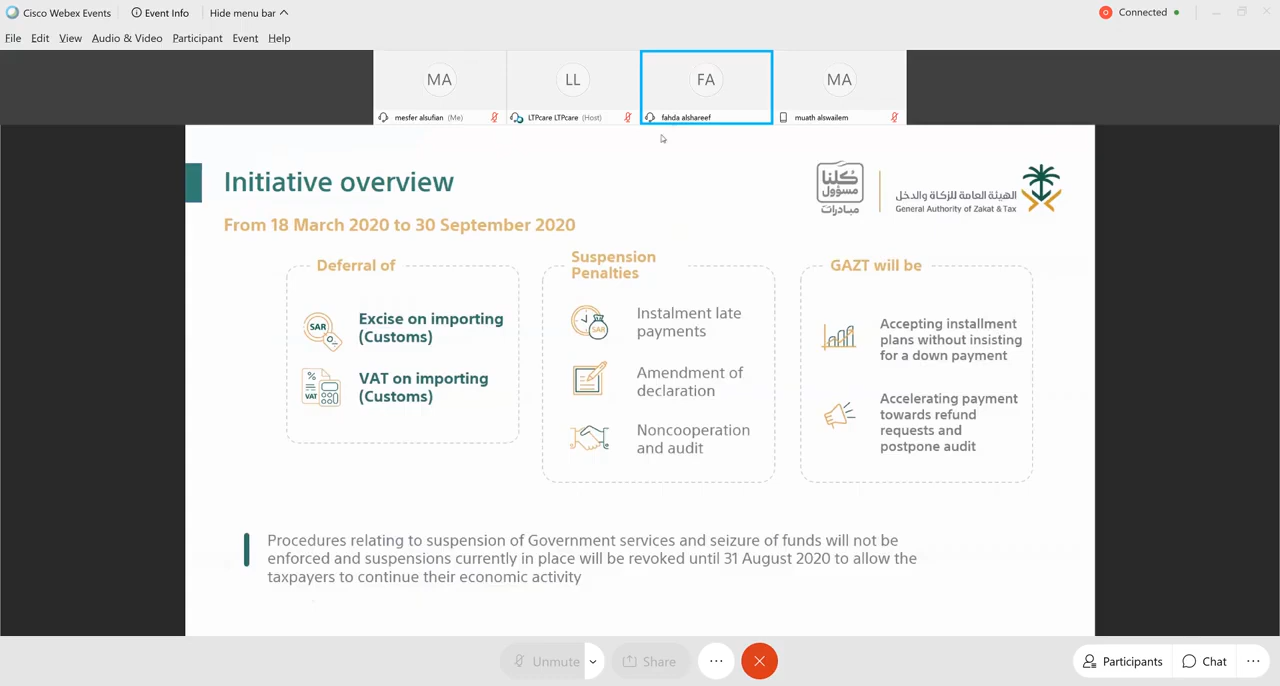 Cisco Webex Events
Event Info
Hide menu bar
Connected
File Edit View Audio & Video Participant Event Help
MA
LL
FA
MA
mesfer alsufian (Me)
LTPcare LTPcare (Host)
fahda alshareef
muath alswailem
Initiative overview
From 18 March 2020 to 30 September 2020
كلنا
مسؤول
مبادرات
الهيئة العامة للزكاة والدخل
General Authority of Zakat & Tax
Deferral of
SAR
Excise on importing
(Customs)
%
VAT
VAT on importing
(Customs)
Suspension
Penalties
SAR
Instalment late
payments
Amendment of
declaration
Noncooperation
and audit
GAZT will be
Accepting installment
plans without insisting
for a down payment
Accelerating payment
towards refund
requests and
postpone audit
Procedures relating to suspension of Government services and seizure of funds will not be
enforced and suspensions currently in place will be revoked until 31 August 2020 to allow the
taxpayers to continue their economic activity
Unmute
Share
Participants
Chat